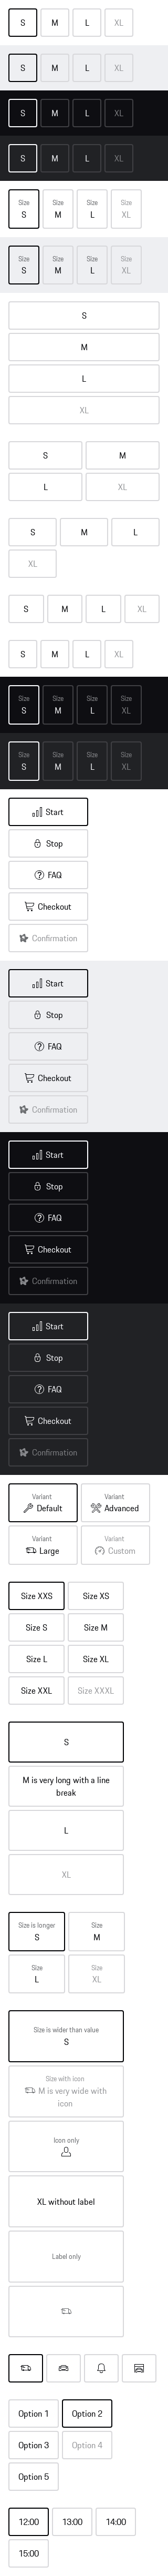 S M L XL
S M L XL
S M L XL
S M L XL
Size Size Size Size
S M L XL
Size Size Size Size
S M L XL
S
M
L
XL
S M
L XL
S M L
XL
S M L XL
S M L XL
Size Size Size Size
S M L XL
Size Size Size Size
S M L XL
Start
Stop
FAQ
Checkout
Confirmation
Start
Stop
FAQ
Checkout
Confirmation
Start
Stop
FAQ
Checkout
Confirmation
Start
Stop
FAQ
Checkout
Confirmation
Variant Variant
Default Advanced
Variant Variant
Large Custom
Size XXS Size XS
Size S Size M
Size L Size XL
Size XXL Size XXXL
S
M is very long with a line
break
L
XL
Size is longer Size
S M
Size Size
L XL
Size is wider than value
S
Size with icon
M is very wide with
icon
Icon only
XL without label
Label only
Option 1 Option 2
Option 3 Option 4
Option 5
12:00 13:00 14:00
15:00